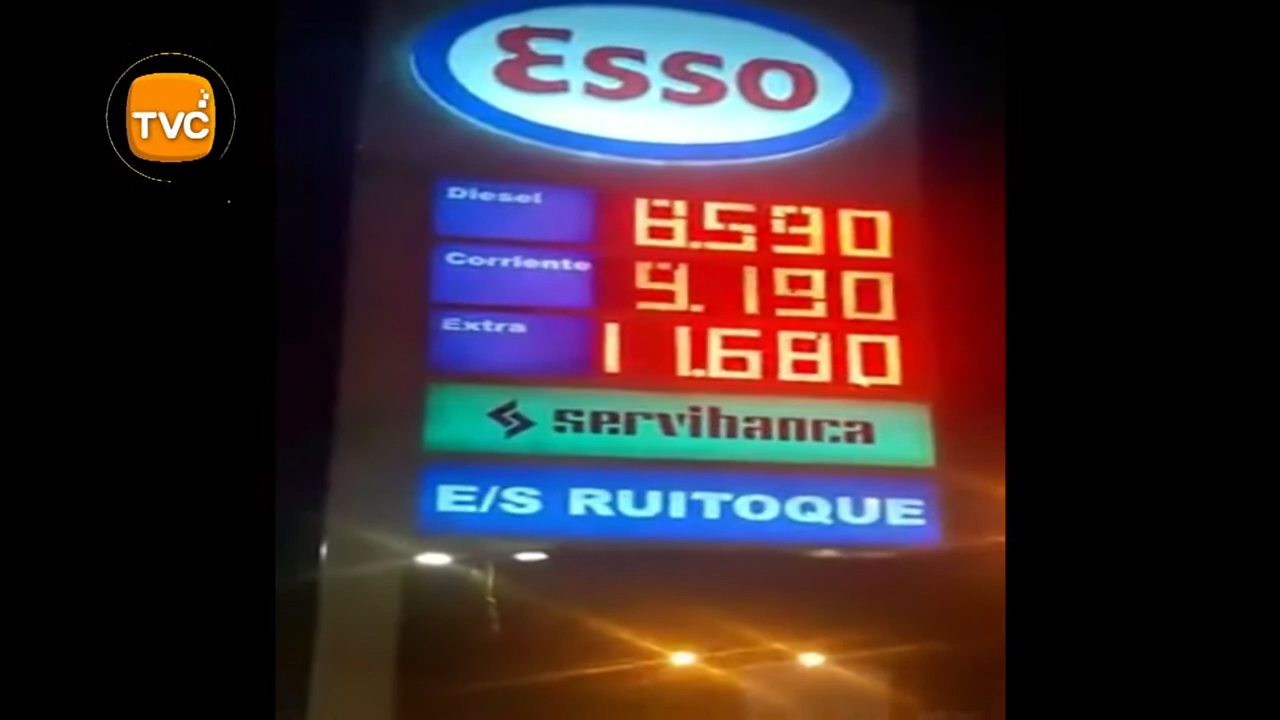 Esso
TVC
Diesel 8.590
Corriente 9.190
Extra 11.680
servibanca
E/S RUITOQUE